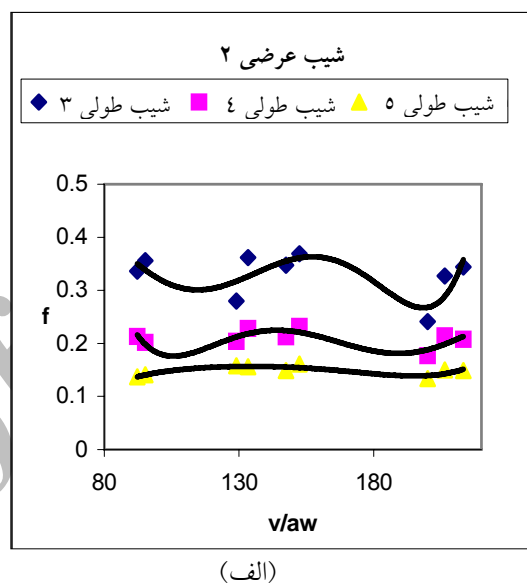 شیب عرضی ۲
شیب طولی ۳ شیب طولی ٤ شیب طولی ٥
0.5
0.4
0.3
0.2
0.1
0
f
80 130 180
v/aw
(الف)